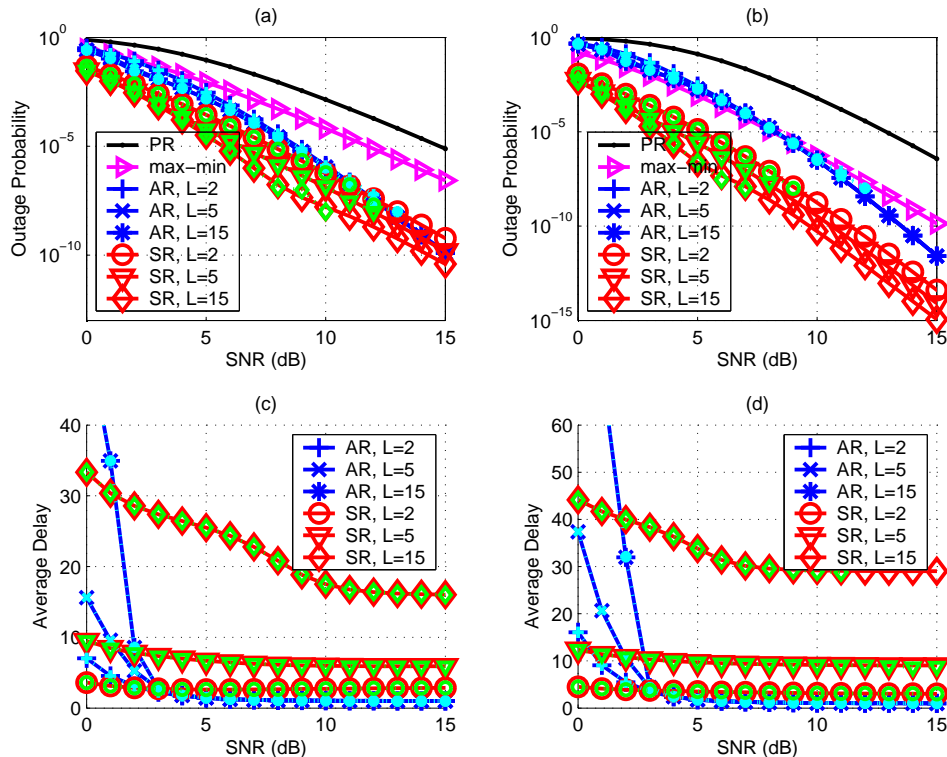 (a)
10^0
10^-5
10^-10
Outage Probability
PR
max-min
AR, L=2
AR, L=5
AR, L=15
SR, L=2
SR, L=5
SR, L=15
0 5 10 15
SNR (dB)
(b)
10^0
10^-5
10^-10
10^-15
Outage Probability
PR
max-min
AR, L=2
AR, L=5
AR, L=15
SR, L=2
SR, L=5
SR, L=15
0 5 10 15
SNR (dB)
(c)
40
30
20
10
0
Average Delay
AR, L=2
AR, L=5
AR, L=15
SR, L=2
SR, L=5
SR, L=15
0 5 10 15
SNR (dB)
(d)
60
50
40
30
20
10
0
Average Delay
AR, L=2
AR, L=5
AR, L=15
SR, L=2
SR, L=5
SR, L=15
0 5 10 15
SNR (dB)